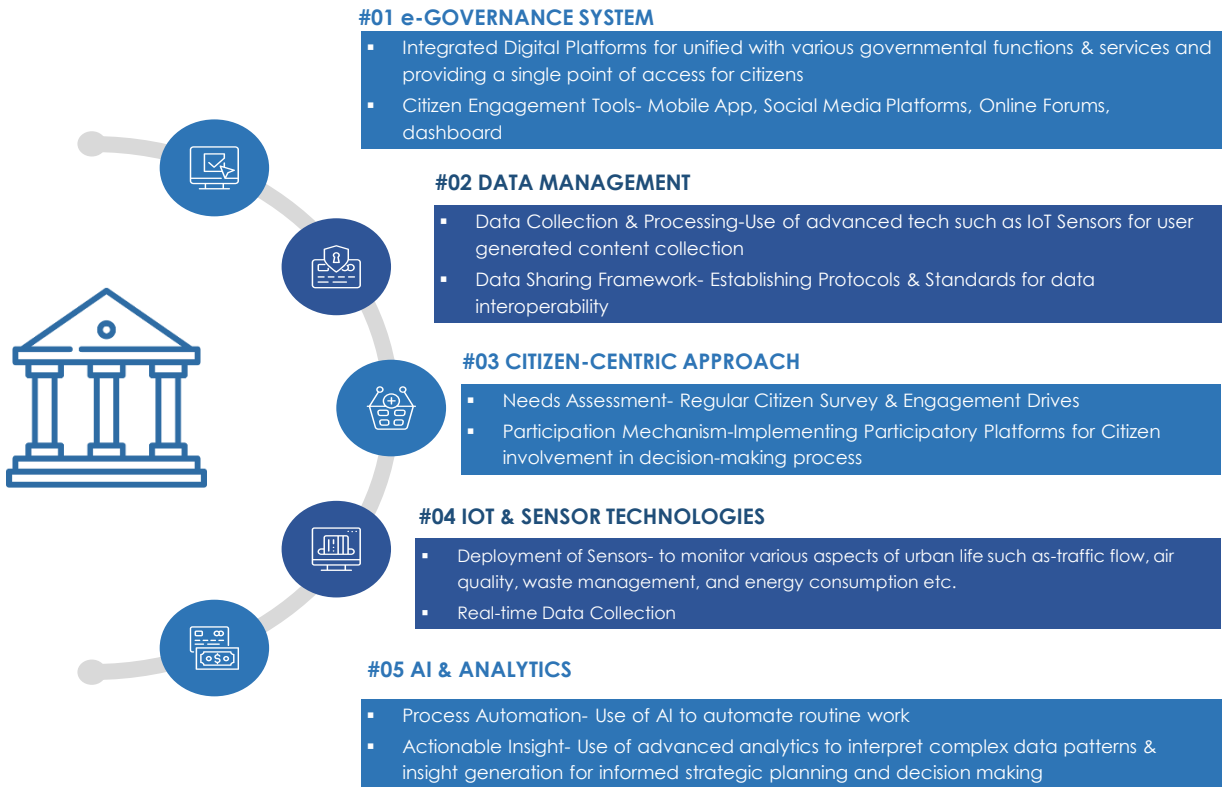 #01 e-GOVERNANCE SYSTEM
▪ Integrated Digital Platforms for unified with various governmental functions & services and
providing a single point of access for citizens
▪ Citizen Engagement Tools- Mobile App, Social Media Platforms, Online Forums,
dashboard
#02 DATA MANAGEMENT
▪ Data Collection & Processing-Use of advanced tech such as IoT Sensors for user
generated content collection
▪ Data Sharing Framework- Establishing Protocols & Standards for data
interoperability
#03 CITIZEN-CENTRIC APPROACH
▪ Needs Assessment- Regular Citizen Survey & Engagement Drives
▪ Participation Mechanism-Implementing Participatory Platforms for Citizen
involvement in decision-making process
#04 IOT & SENSOR TECHNOLOGIES
▪ Deployment of Sensors- to monitor various aspects of urban life such as-traffic flow, air
quality, waste management, and energy consumption etc.
▪ Real-time Data Collection
#05 AI & ANALYTICS
▪ Process Automation- Use of AI to automate routine work
▪ Actionable Insight- Use of advanced analytics to interpret complex data patterns &
insight generation for informed strategic planning and decision making